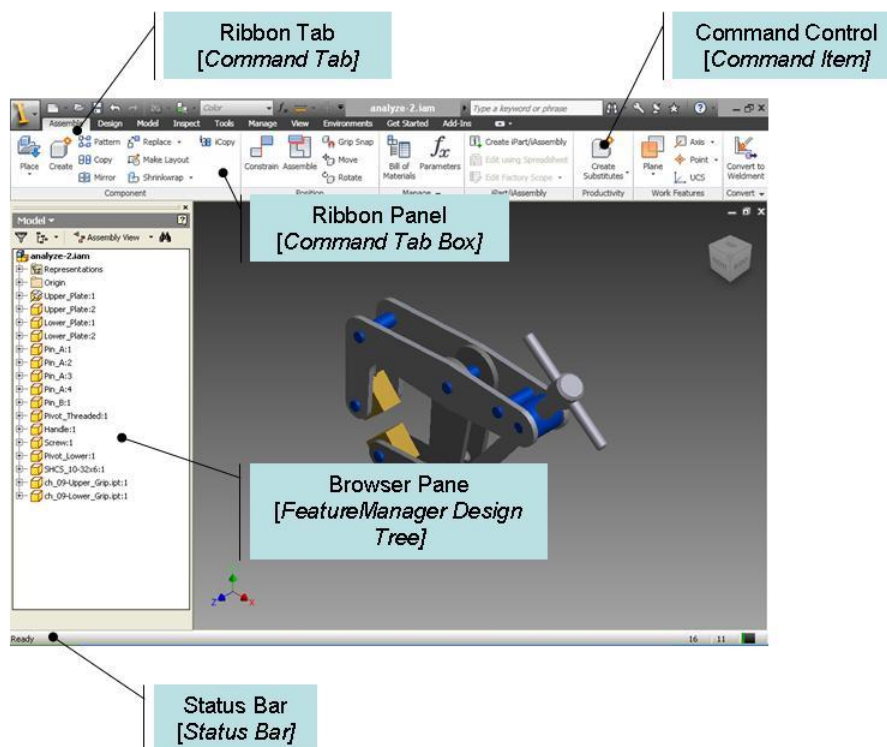 Ribbon Tab
[Command Tab]
Command Control
[Command Item]
Color
analyze-2.iam
Type a keyword or phrase
Assembly Design Model Inspect Tools Manage View Environments Get Started Add-Ins
Place
Create
Pattern
Copy
Mirror
Replace
Make Layout
Shrinkwrap
iCopy
Component
Constrain
Assemble
Grip Snap
Move
Rotate
Position
Bill of
Materials
Parameters
Manage
Create iPart/iAssembly
Edit using Spreadsheet
Edit Factory Scope
iPart/iAssembly
Create
Substitutes
Productivity
Plane
Axis
Point
UCS
Work Features
Convert to
Weldment
Convert
Ribbon Panel
[Command Tab Box]
Model
Assembly View
analyze-2.iam
Representations
Origin
Upper_Plate:1
Upper_Plate:2
Lower_Plate:1
Lower_Plate:2
Pin_A:1
Pin_A:2
Pin_A:3
Pin_A:4
Pin_B:1
Pivot_Threaded:1
Handle:1
Screw:1
Pivot_Lower:1
SHCS_10-32x6:1
ch_09-Upper_Grip.ipt:1
ch_09-Lower_Grip.ipt:1
Browser Pane
[FeatureManager Design
Tree]
Z
X
Ready
16 11
Status Bar
[Status Bar]